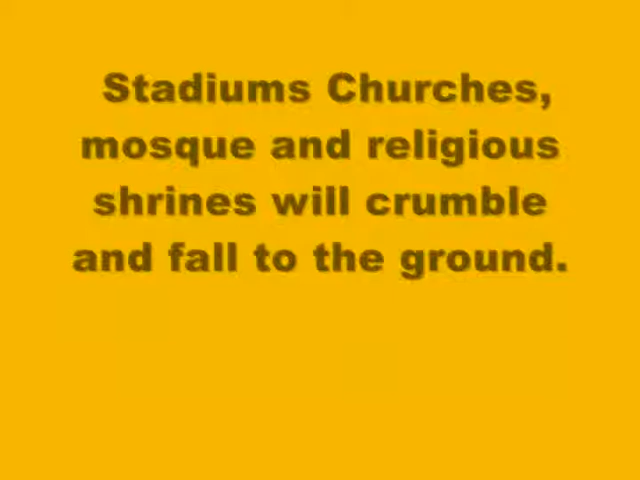 Stadiums Churches,
mosque and religious
shrines will crumble
and fall to the ground.